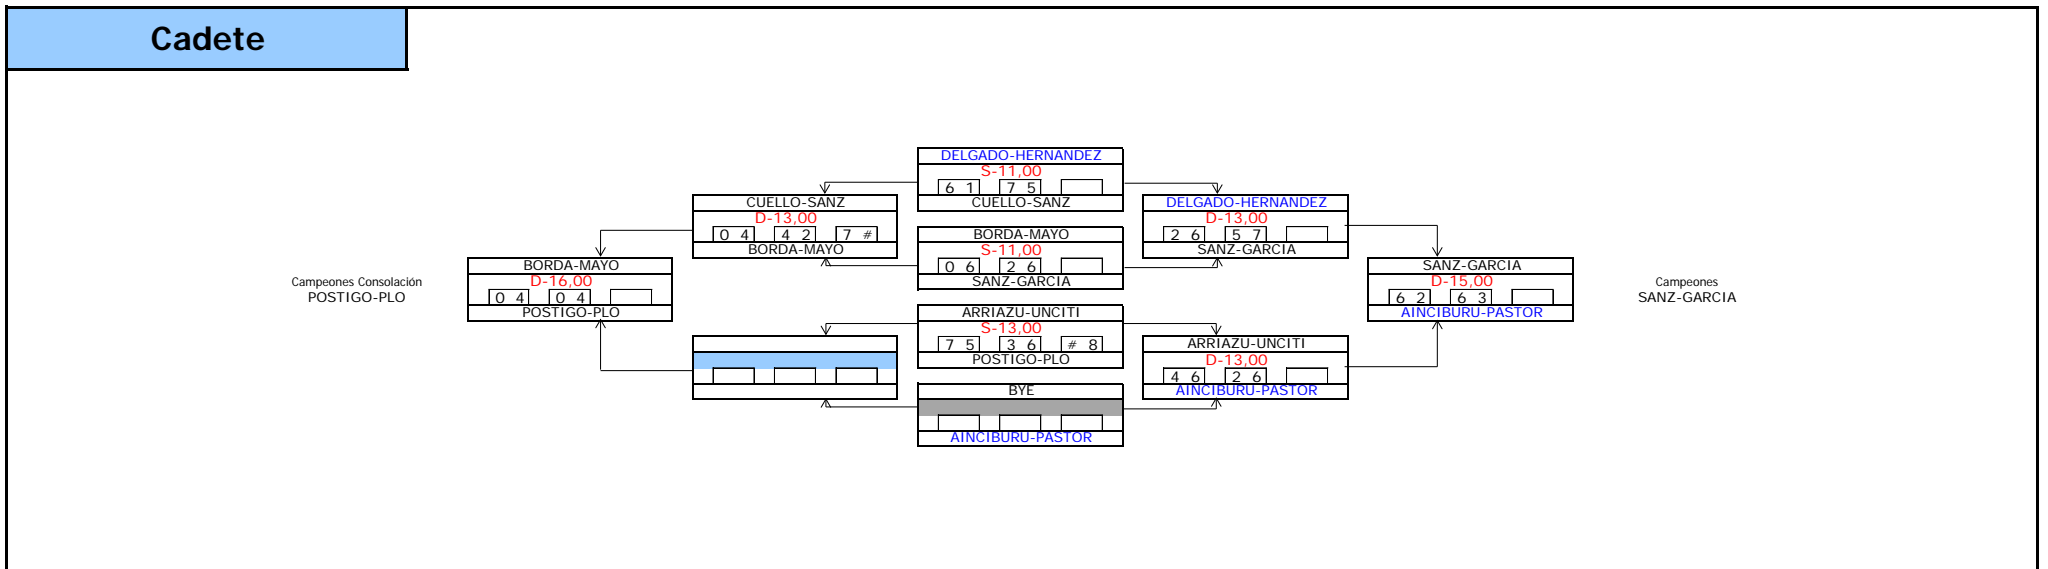 Cadete
DELGADO-HERNANDEZ
S-11,00
6 1 7 5
CUELLO-SANZ
CUELLO-SANZ
D-13,00
0 4 4 2 7 #
BORDA-MAYO
DELGADO-HERNANDEZ
D-13,00
2 6 5 7
SANZ-GARCIA
BORDA-MAYO
S-11,00
0 6 2 6
SANZ-GARCIA
BORDA-MAYO
D-16,00
0 4 0 4
POSTIGO-PLO
SANZ-GARCIA
D-15,00
6 2 6 3
AINCIBURU-PASTOR
Campeones Consolación
POSTIGO-PLO
Campeones
SANZ-GARCIA
ARRIAZU-UNCITI
S-13,00
7 5 3 6 # 8
POSTIGO-PLO
ARRIAZU-UNCITI
D-13,00
4 6 2 6
AINCIBURU-PASTOR
BYE
AINCIBURU-PASTOR